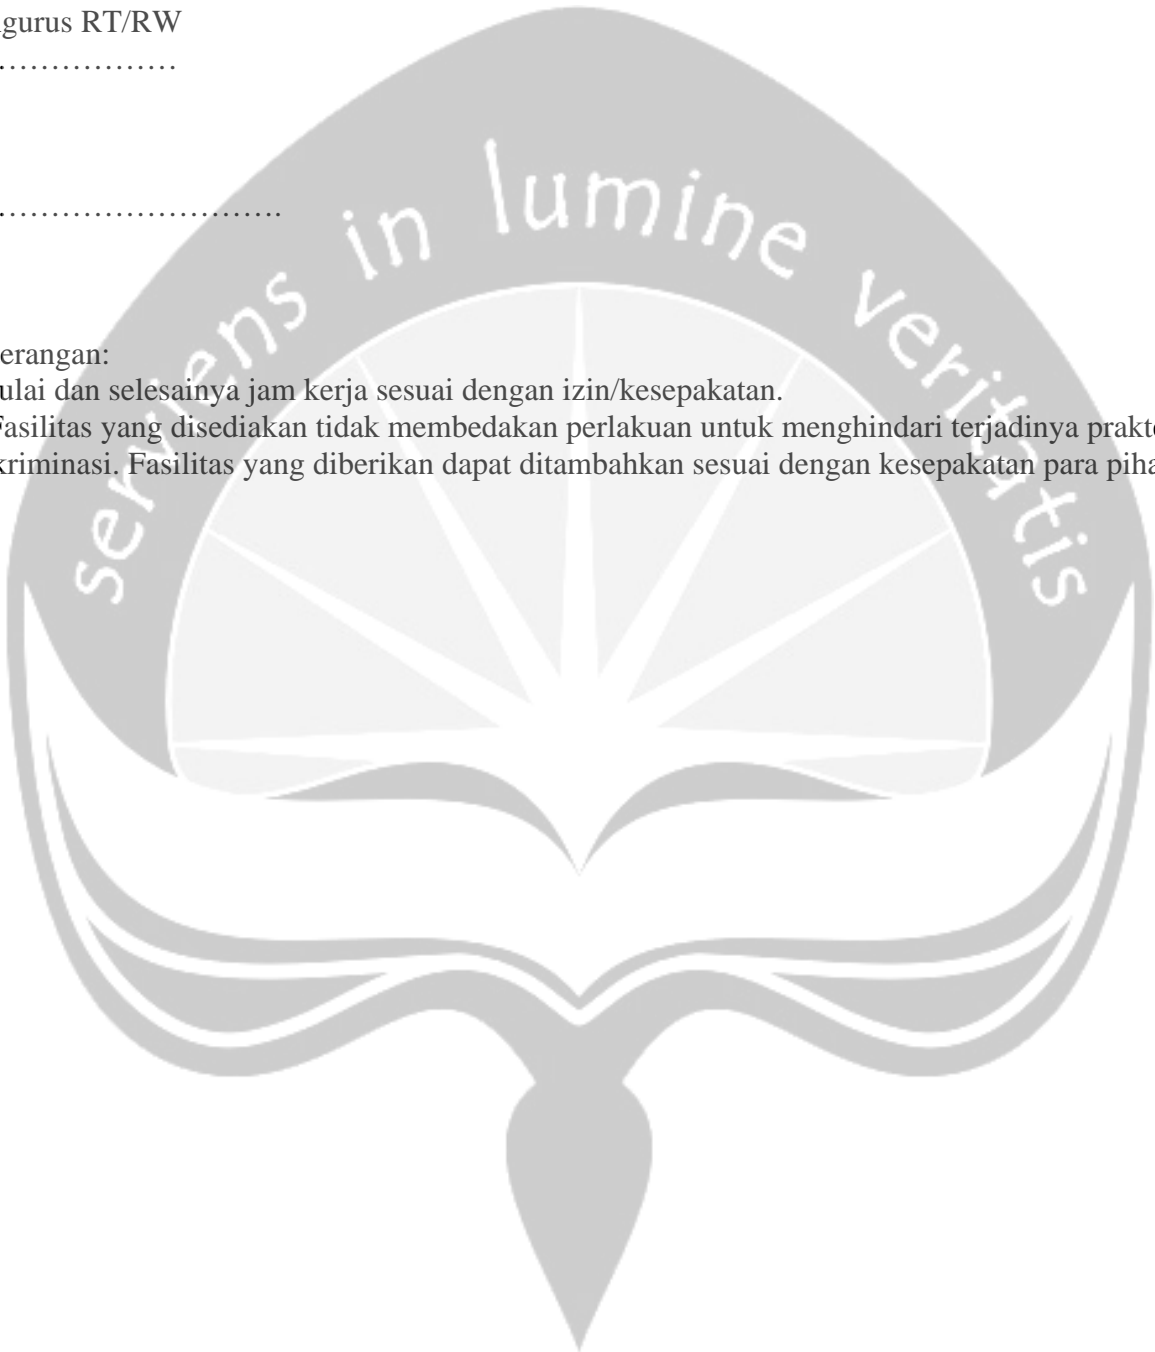 gurus RT/RW
………………
……………………….
erangan:
ulai dan selesainya jam kerja sesuai dengan izin/kesepakatan.
Fasilitas yang disediakan tidak membedakan perlakuan untuk menghindari terjadinya prakt
kriminasi. Fasilitas yang diberikan dapat ditambahkan sesuai dengan kesepakatan para piha
serviens in lumine veritatis